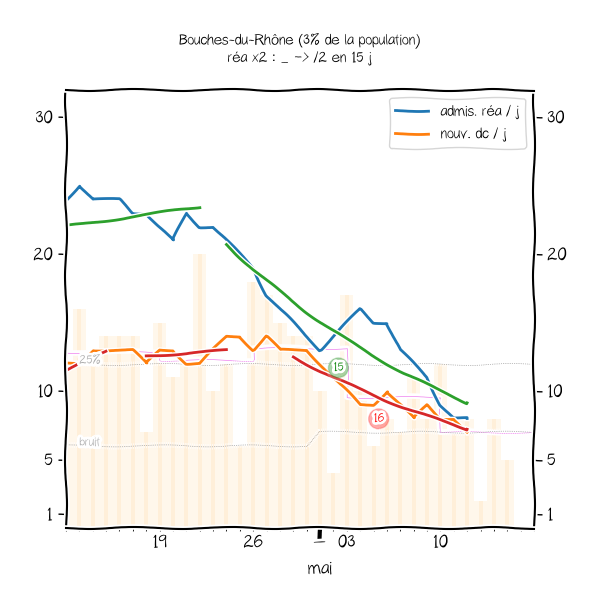 Bouches-du-Rhône (3% de la population)
réa x2 : _ -> /2 en 15 j
admis. réa / j
nouv. dc / j
30
30
20
20
25%
15
10
10
16
bruit
5
5
1
1
19
26
03
10
mai